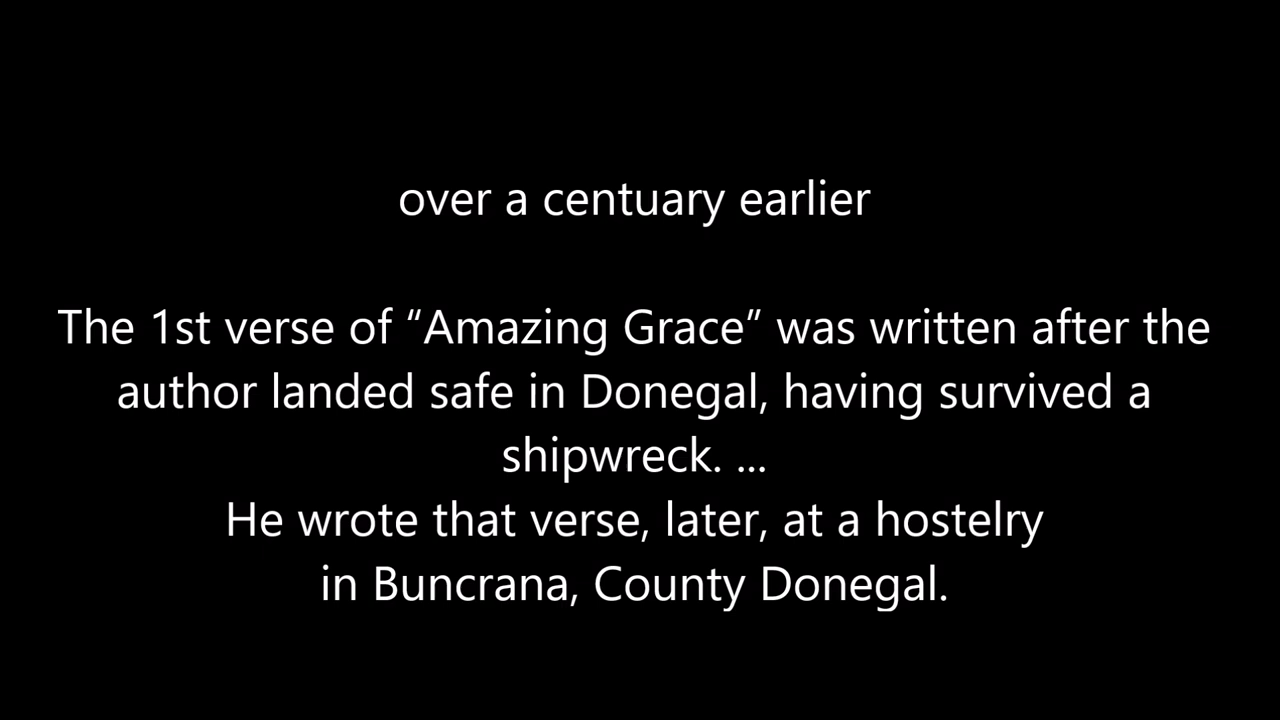 over a centuary earlier
The 1st verse of “Amazing Grace” was written after the
author landed safe in Donegal, having survived a
shipwreck. ...
He wrote that verse, later, at a hostelry
in Buncrana, County Donegal.